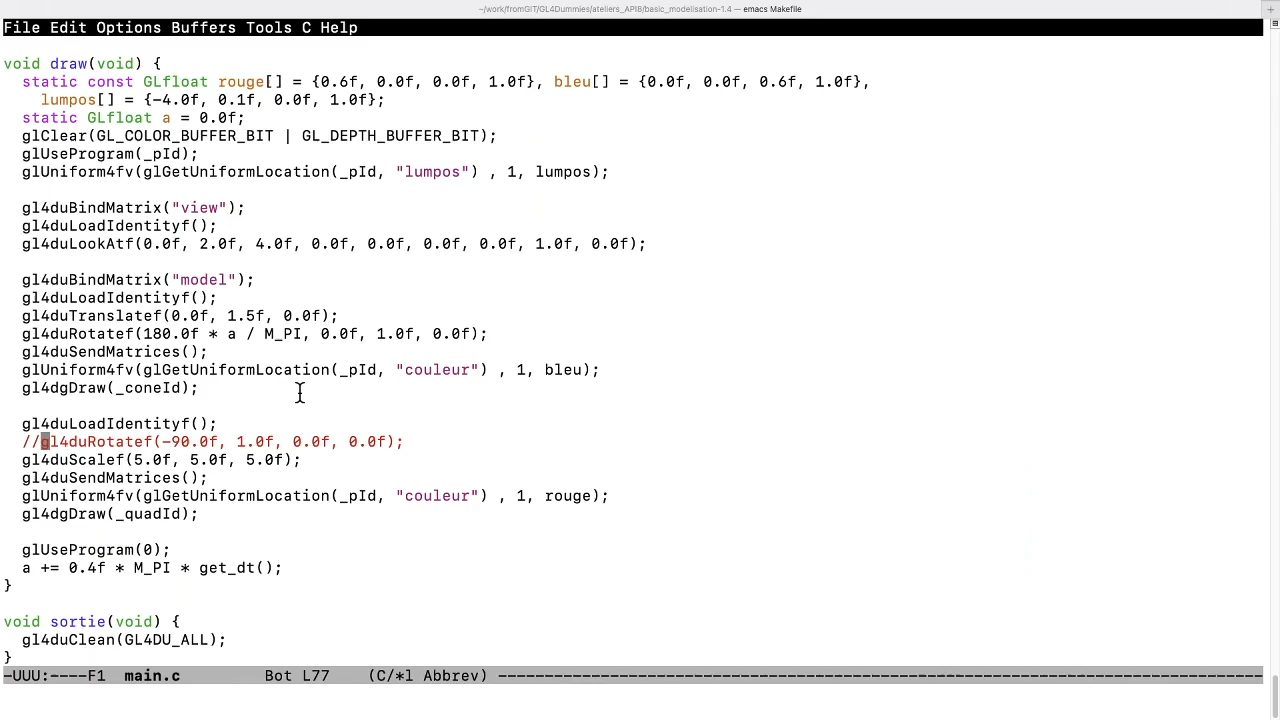 ~/work/fromGIT/GL4Dummies/ateliers_API8/basic_modelisation-1.4 — emacs Makefile
+
File Edit Options Buffers Tools C Help
void draw(void) {
  static const GLfloat rouge[] = {0.6f, 0.0f, 0.0f, 1.0f}, bleu[] = {0.0f, 0.0f, 0.6f, 1.0f},
    lumpos[] = {-4.0f, 0.1f, 0.0f, 1.0f};
  static GLfloat a = 0.0f;
  glClear(GL_COLOR_BUFFER_BIT | GL_DEPTH_BUFFER_BIT);
  glUseProgram(_pId);
  glUniform4fv(glGetUniformLocation(_pId, "lumpos") , 1, lumpos);
  gl4duBindMatrix("view");
  gl4duLoadIdentityf();
  gl4duLookAtf(0.0f, 2.0f, 4.0f, 0.0f, 0.0f, 0.0f, 0.0f, 1.0f, 0.0f);
  gl4duBindMatrix("model");
  gl4duLoadIdentityf();
  gl4duTranslatef(0.0f, 1.5f, 0.0f);
  gl4duRotatef(180.0f * a / M_PI, 0.0f, 1.0f, 0.0f);
  gl4duSendMatrices();
  glUniform4fv(glGetUniformLocation(_pId, "couleur") , 1, bleu);
  gl4dgDraw(_coneId);
  gl4duLoadIdentityf();
  //gl4duRotatef(-90.0f, 1.0f, 0.0f, 0.0f);
  gl4duScalef(5.0f, 5.0f, 5.0f);
  gl4duSendMatrices();
  glUniform4fv(glGetUniformLocation(_pId, "couleur") , 1, rouge);
  gl4dgDraw(_quadId);
  glUseProgram(0);
  a += 0.4f * M_PI * get_dt();
}
void sortie(void) {
  gl4duClean(GL4DU_ALL);
}
-UUU:----F1  main.c         Bot L77    (C/*l Abbrev) ----------